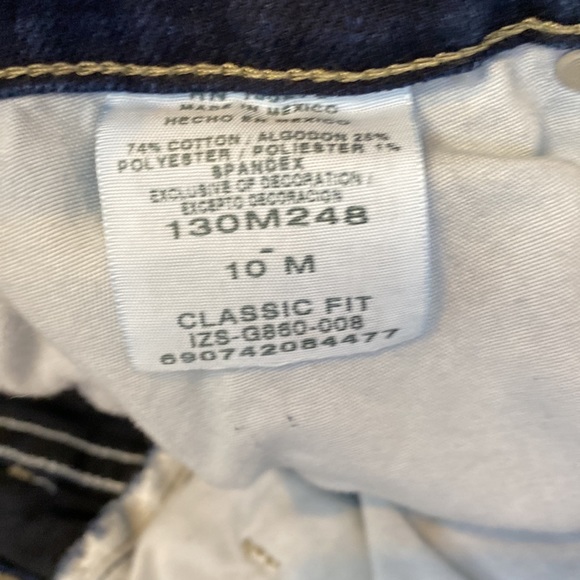 MADE IN MEXICO
HECHO EN MEXICO
74% COTTON / ALGODON 25%
POLYESTER / POLIESTER 1%
SPANDEX
EXCLUSIVE OF DECORATION /
EXCEPTO DECORACION
130M248
-
10 M
CLASSIC FIT
IZS-G860-008
690742084477